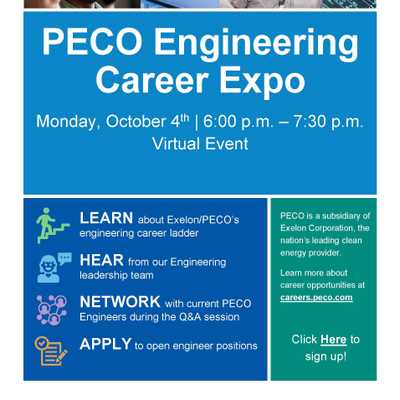 PECO Engineering
Career Expo
Monday, October 4th | 6:00 p.m. – 7:30 p.m.
Virtual Event
LEARN about Exelon/PECO's
engineering career ladder
HEAR from our Engineering
leadership team
NETWORK with current PECO
Engineers during the Q&A session
APPLY to open engineer positions
PECO is a subsidiary of
Exelon Corporation, the
nation's leading clean
energy provider.
Learn more about
career opportunities at
careers.peco.com
Click Here to
sign up!